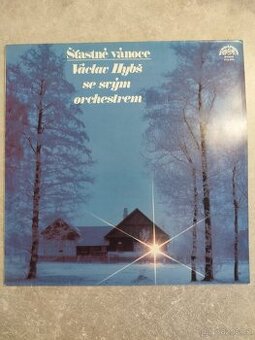 Šťastné vánoce
Václav Hybš
se svým
orchestrem